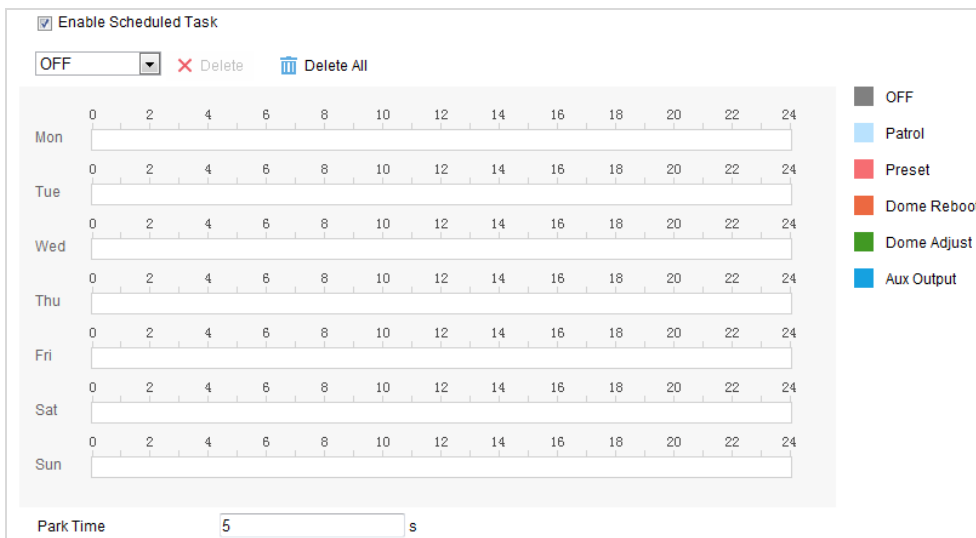 Enable Scheduled Task
OFF Delete Delete All
OFF
Patrol
Preset
Dome Reboot
Dome Adjust
Aux Output
0 2 4 6 8 10 12 14 16 18 20 22 24
Mon
0 2 4 6 8 10 12 14 16 18 20 22 24
Tue
0 2 4 6 8 10 12 14 16 18 20 22 24
Wed
0 2 4 6 8 10 12 14 16 18 20 22 24
Thu
0 2 4 6 8 10 12 14 16 18 20 22 24
Fri
0 2 4 6 8 10 12 14 16 18 20 22 24
Sat
0 2 4 6 8 10 12 14 16 18 20 22 24
Sun
Park Time 5 s